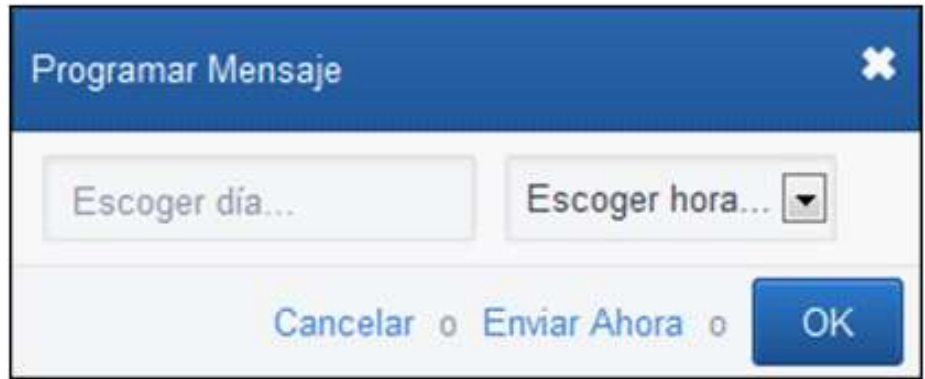 Programar Mensaje
Escoger día... Escoger hora...
Cancelar o Enviar Ahora o OK